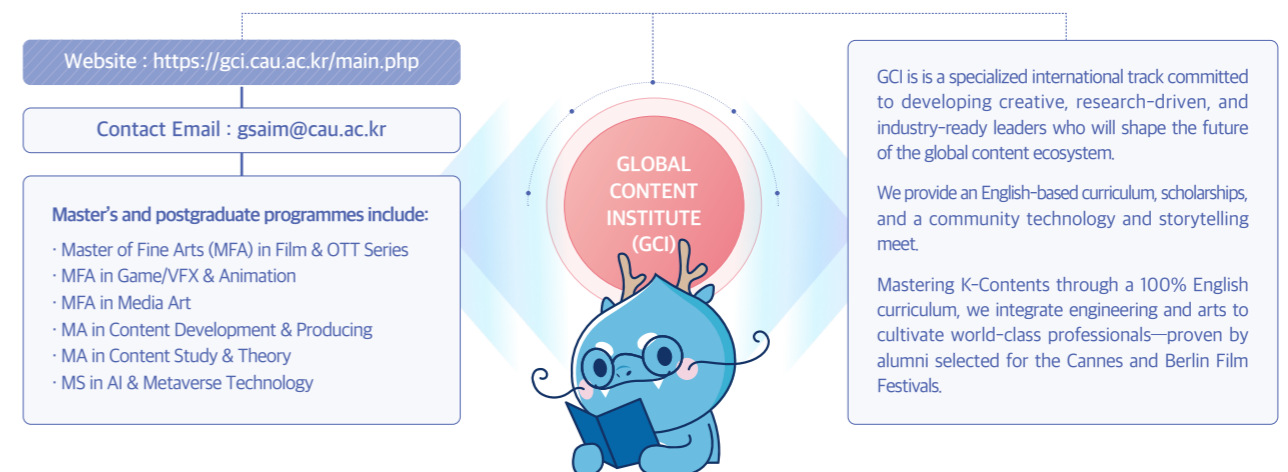 Website : https://gci.cau.ac.kr/main.php
Contact Email : gsaim@cau.ac.kr
Master's and postgraduate programmes include:
· Master of Fine Arts (MFA) in Film & OTT Series
· MFA in Game/VFX & Animation
· MFA in Media Art
· MA in Content Development & Producing
· MA in Content Study & Theory
· MS in AI & Metaverse Technology
GLOBAL
CONTENT
INSTITUTE
(GCI)
GCI is is a specialized international track committed
to developing creative, research-driven, and
industry-ready leaders who will shape the future
of the global content ecosystem.
We provide an English-based curriculum, scholarships,
and a community technology and storytelling
meet.
Mastering K-Contents through a 100% English
curriculum, we integrate engineering and arts to
cultivate world-class professionals—proven by
alumni selected for the Cannes and Berlin Film
Festivals.